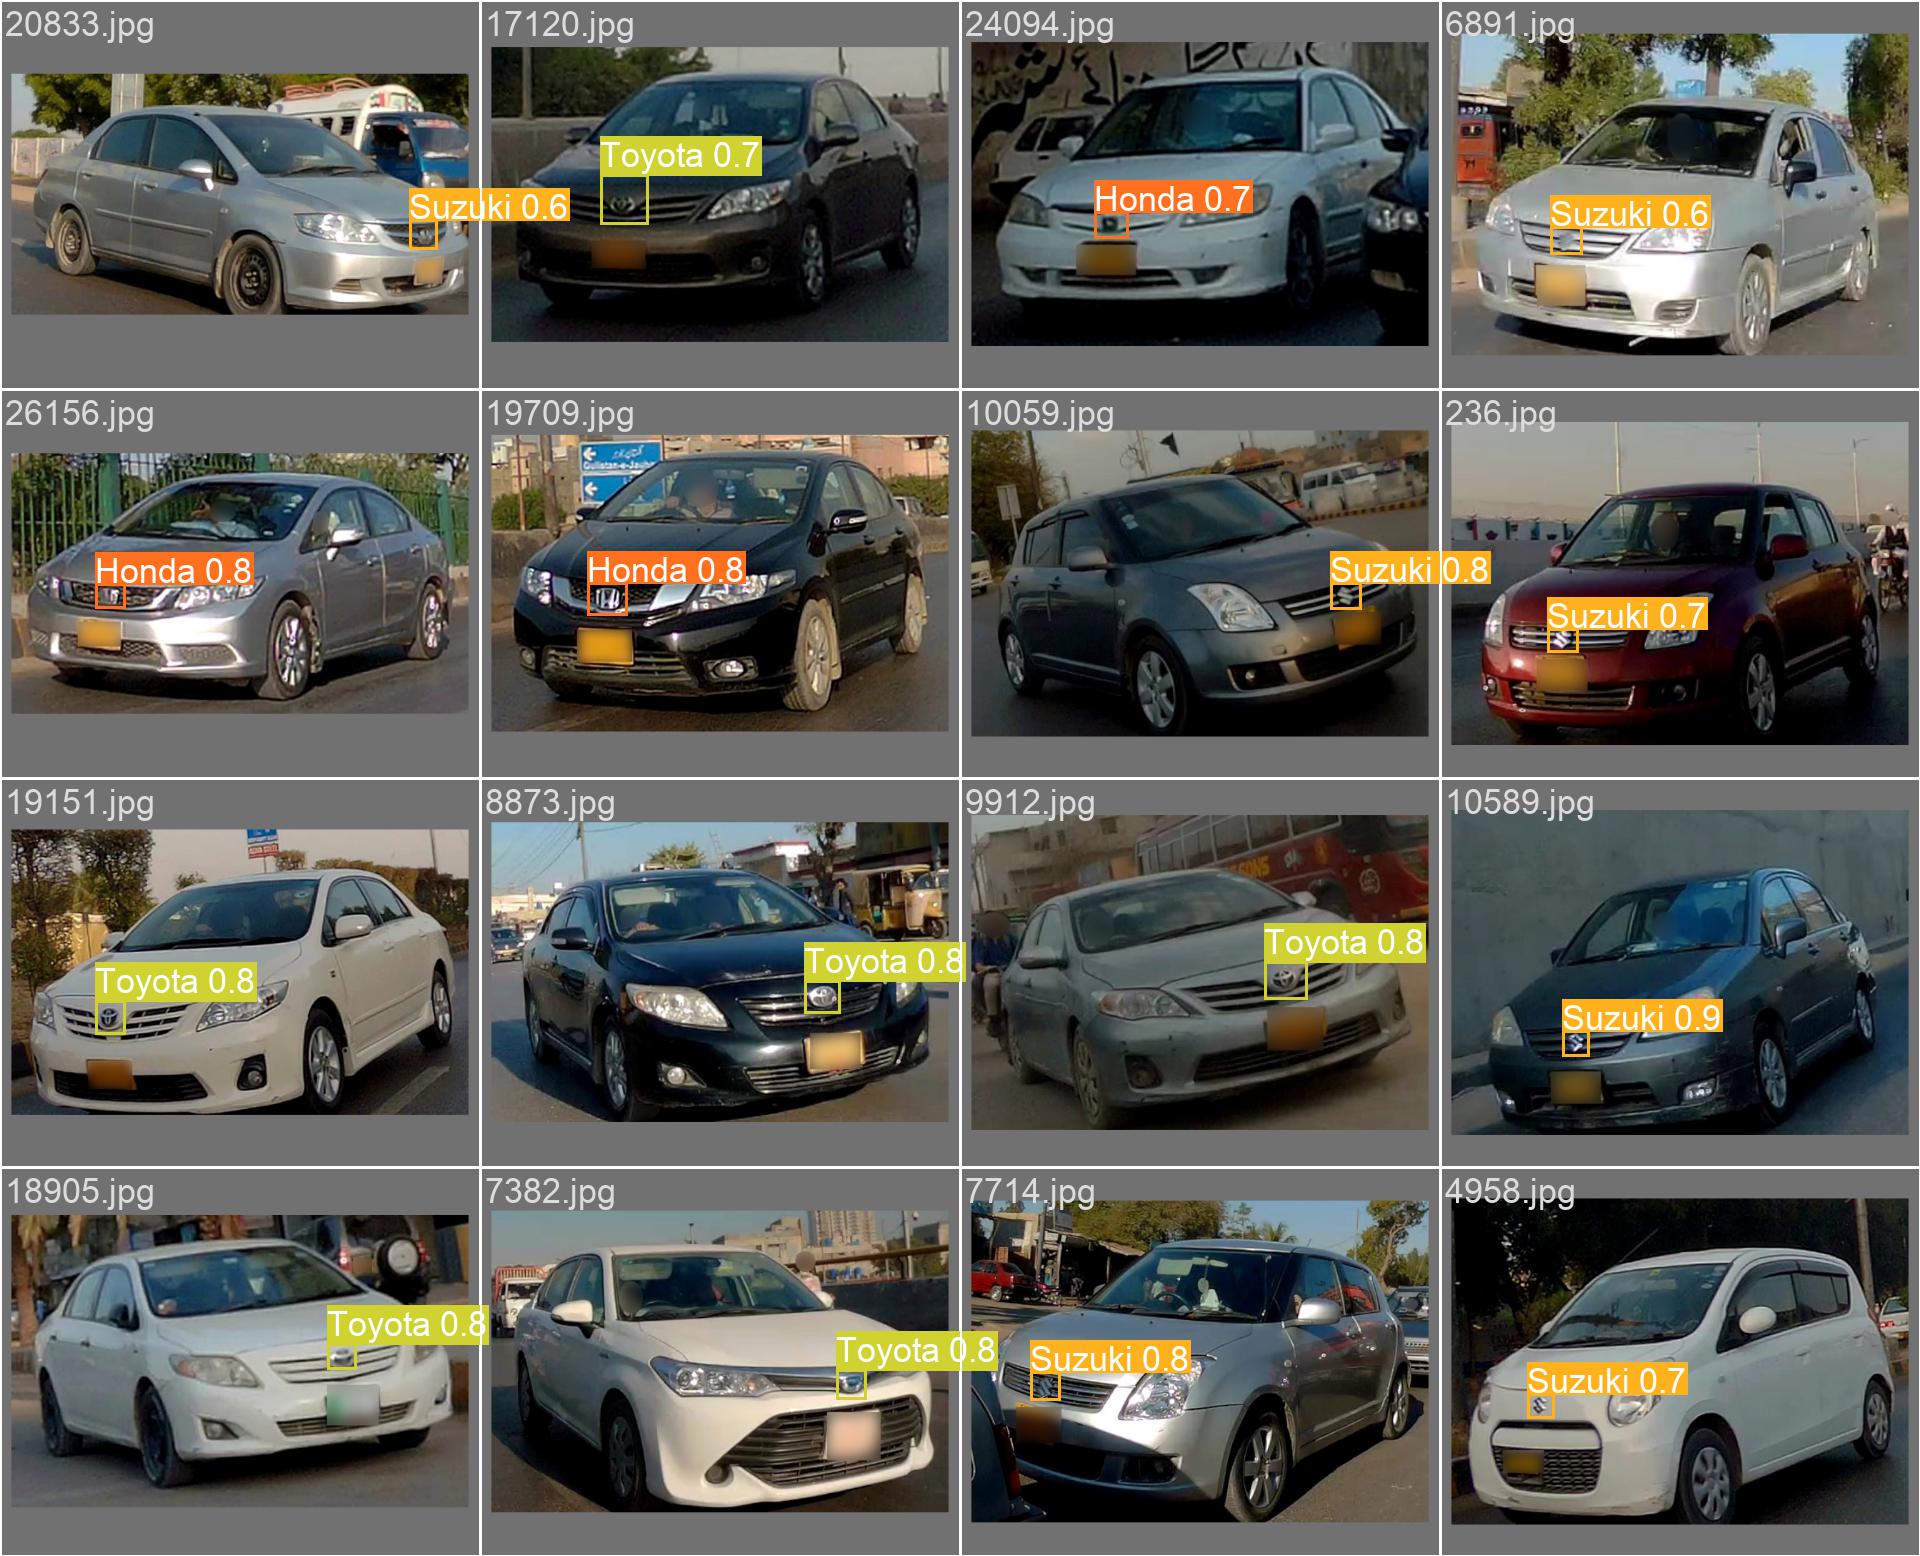 20833.jpg
17120.jpg
24094.jpg
6891.jpg
Suzuki 0.6
Toyota 0.7
Honda 0.7
Suzuki 0.6
26156.jpg
19709.jpg
10059.jpg
236.jpg
Gulistan-e-Jauhar
Honda 0.8
Honda 0.8
Suzuki 0.8
Suzuki 0.7
19151.jpg
8873.jpg
9912.jpg
10589.jpg
Toyota 0.8
Toyota 0.8
Toyota 0.8
Suzuki 0.9
18905.jpg
7382.jpg
7714.jpg
4958.jpg
Toyota 0.8
Toyota 0.8
Suzuki 0.8
Suzuki 0.7